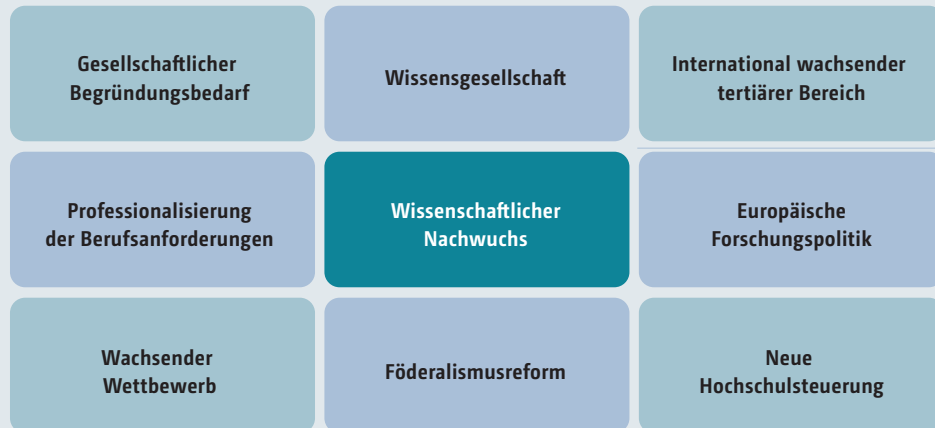 Gesellschaftlicher
Begründungsbedarf
Wissensgesellschaft
International wachsender
tertiärer Bereich
Professionalisierung
der Berufsanforderungen
Wissenschaftlicher
Nachwuchs
Europäische
Forschungspolitik
Wachsender
Wettbewerb
Föderalismusreform
Neue
Hochschulsteuerung